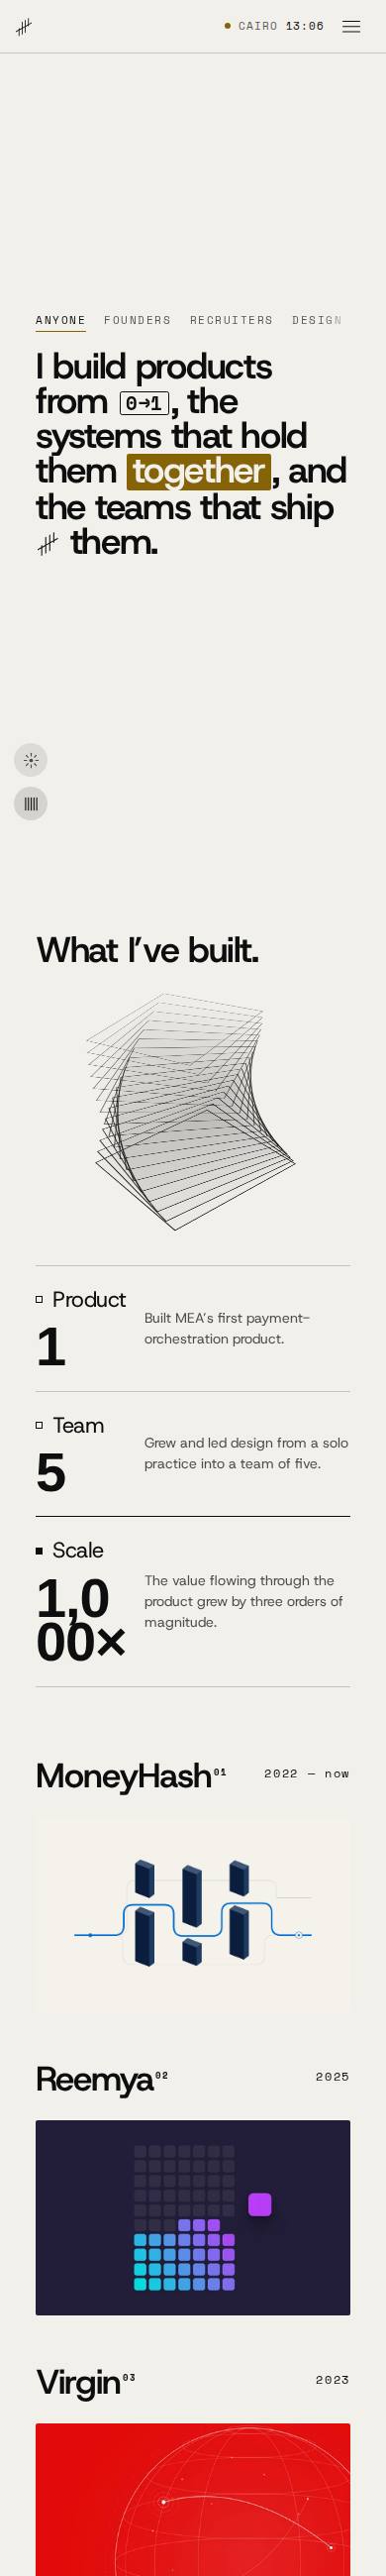 CAIRO 13:06
ANYONE FOUNDERS RECRUITERS DESIGN
I build products
from 0→1, the
systems that hold
them together, and
the teams that ship
them.
What I’ve built.
Product
1
Built MEA’s first payment-
orchestration product.
Team
5
Grew and led design from a solo
practice into a team of five.
Scale
1,0
00×
The value flowing through the
product grew by three orders of
magnitude.
MoneyHash01 2022 — now
Reemya02 2025
Virgin03 2023